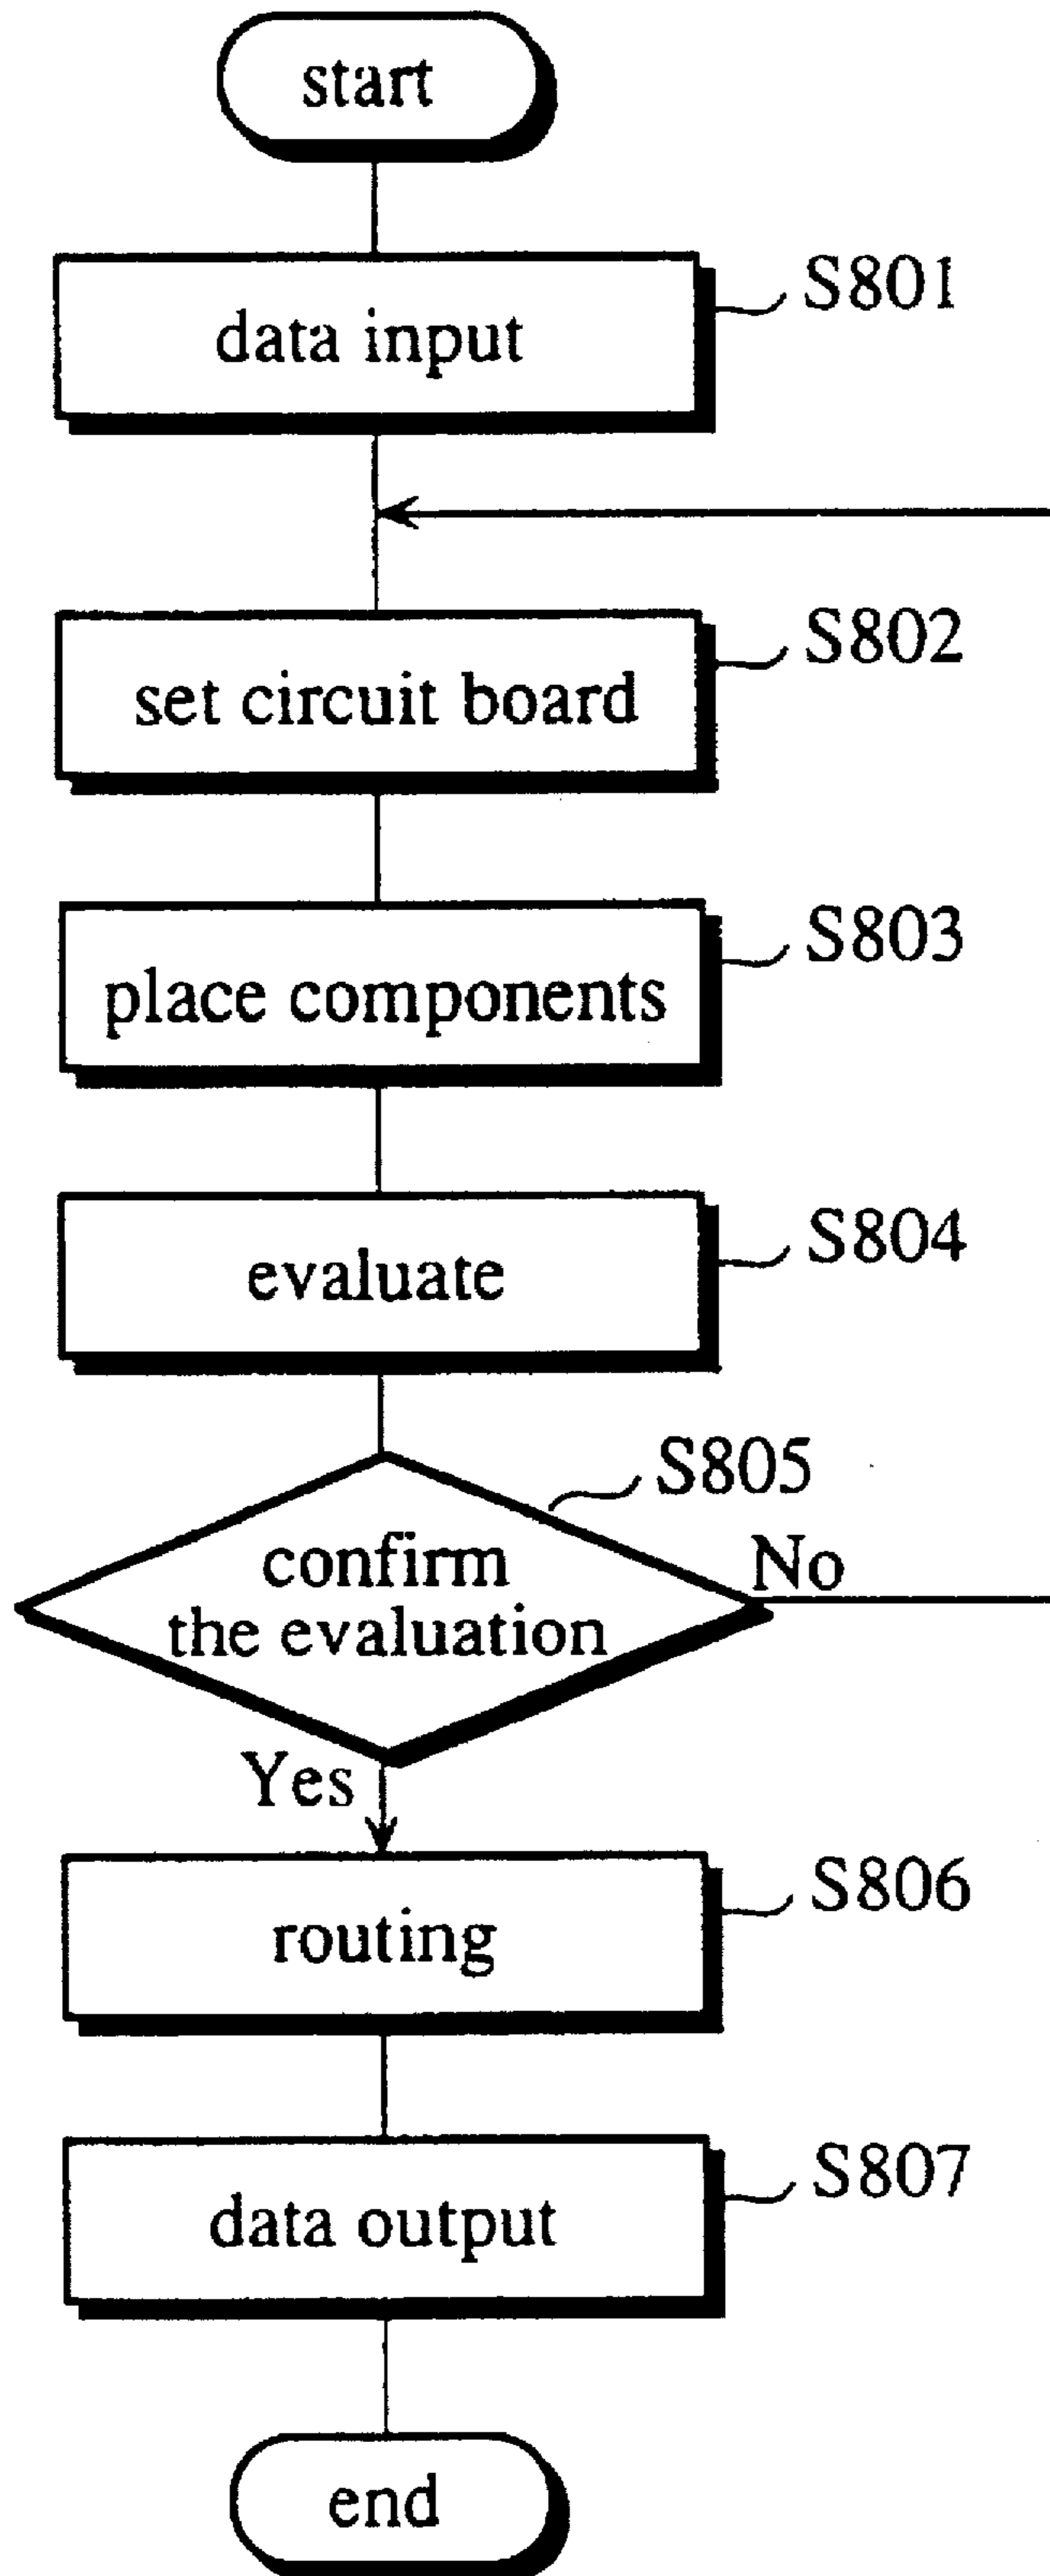 start
data input
S801
set circuit board
S802
place components
S803
evaluate
S804
S805
confirm
the evaluation
No
Yes
routing
S806
data output
S807
end